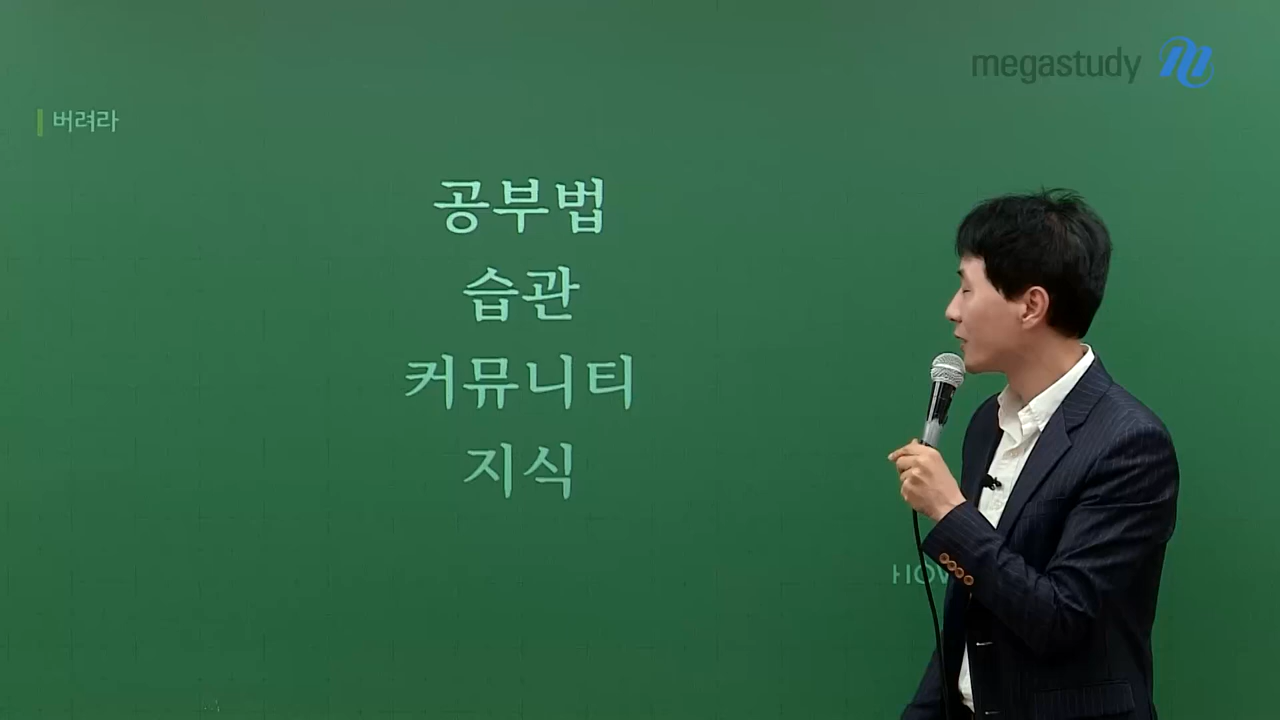 megastudy
버려라
공부법
습관
커뮤니티
지식